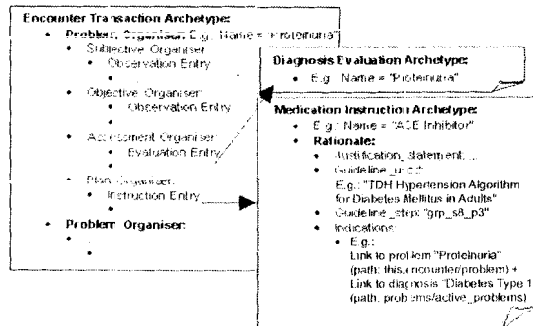 Encounter Transaction Archetype:
• Problem Organiser: E.g. Name = "Proteinuria"
• Subjective Organiser
• Observation Entry
•
• Objective Organiser
• Observation Entry
•
• Assessment Organiser
• Evaluation Entry
•
• Plan Organiser:
• Instruction Entry
•
• Problem Organiser:
• ..
•
Diagnosis Evaluation Archetype:
• E.g. Name = "Proteinuria"
Medication Instruction Archetype:
• E.g. Name = "ACE Inhibitor"
• Rationale:
• Justification_statement: ...
• Guideline_used:
E.g.: "TDH Hypertension Algorithm
for Diabetes Mellitus in Adults"
• Guideline_step: "grp_s8_p3"
• Indications:
• E.g.:
Link to problem "Proteinuria"
(path: this_encounter/problem) +
Link to diagnosis "Diabetes Type 1
(path: problems/active_problems)